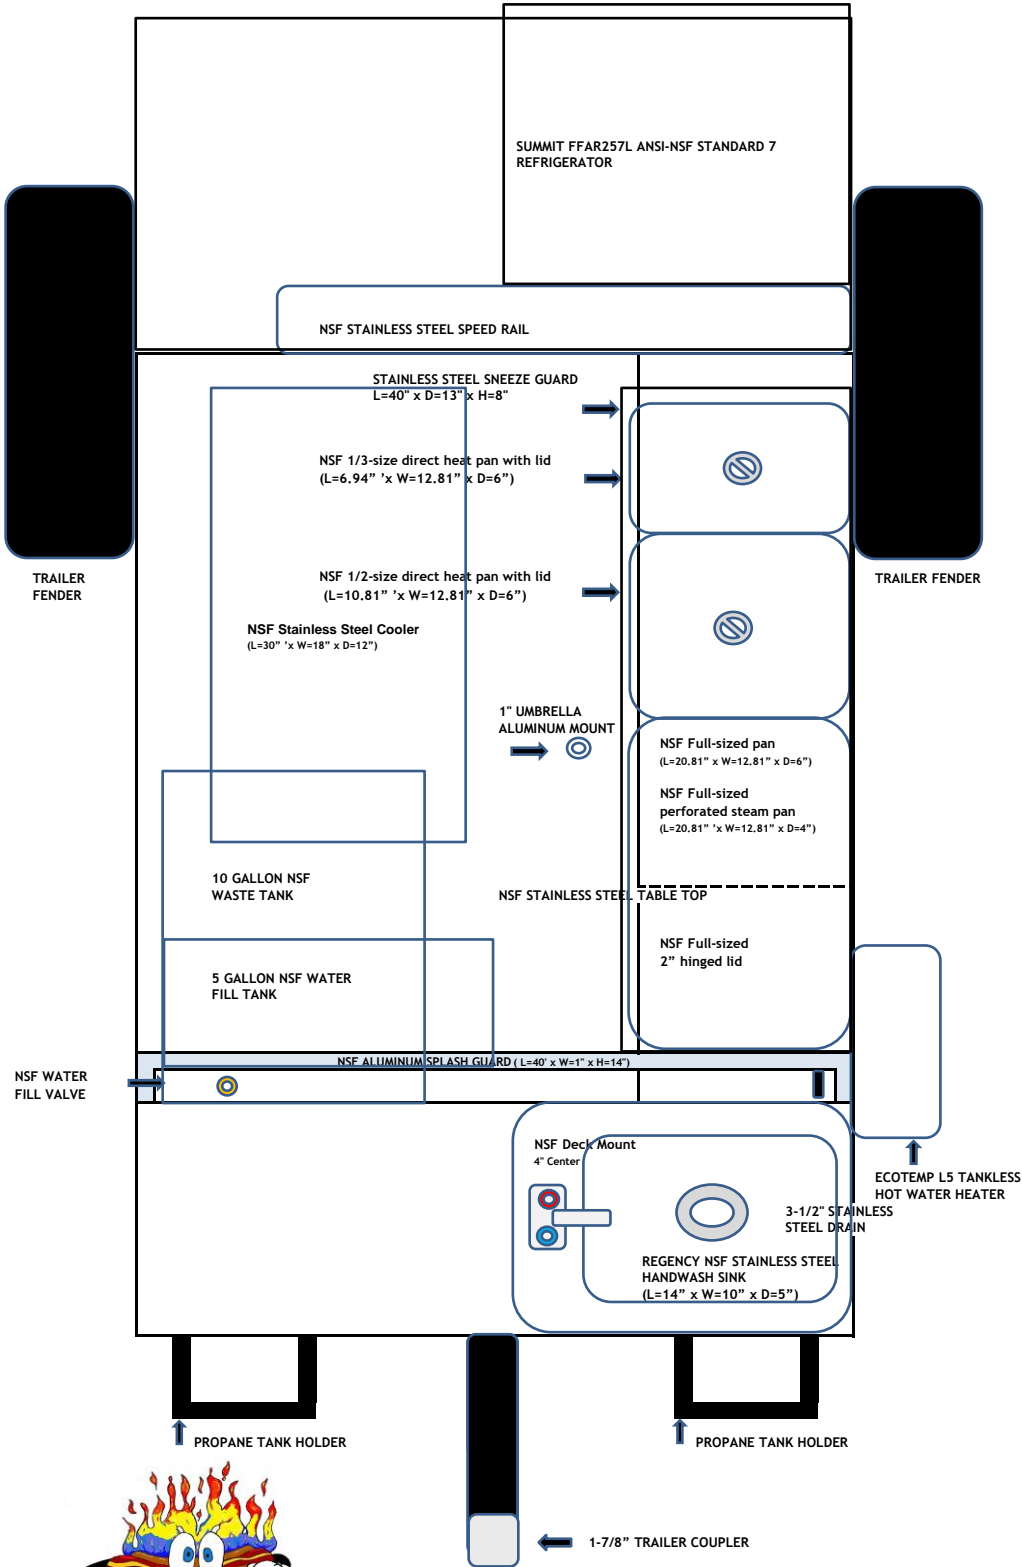 SUMMIT FFAR257L ANSI-NSF STANDARD 7
REFRIGERATOR
NSF STAINLESS STEEL SPEED RAIL
STAINLESS STEEL SNEEZE GUARD
L=40" x D=13" x H=8"
NSF 1/3-size direct heat pan with lid
(L=6.94” ’x W=12.81” x D=6”)
TRAILER
FENDER
TRAILER FENDER
NSF 1/2-size direct heat pan with lid
(L=10.81” ’x W=12.81” x D=6”)
NSF Stainless Steel Cooler
(L=30” ’x W=18” x D=12”)
1" UMBRELLA
ALUMINUM MOUNT
NSF Full-sized pan
(L=20.81” x W=12.81” x D=6”)
NSF Full-sized
perforated steam pan
(L=20.81” ’x W=12.81” x D=4”)
10 GALLON NSF
WASTE TANK
NSF STAINLESS STEEL TABLE TOP
NSF Full-sized
2” hinged lid
5 GALLON NSF WATER
FILL TANK
NSF ALUMINUM SPLASH GUARD ( L=40' x W=1" x H=14")
NSF WATER
FILL VALVE
NSF Deck Mount
4" Center
ECOTEMP L5 TANKLESS
HOT WATER HEATER
3-1/2" STAINLESS
STEEL DRAIN
REGENCY NSF STAINLESS STEEL
HANDWASH SINK
(L=14” x W=10” x D=5”)
PROPANE TANK HOLDER
PROPANE TANK HOLDER
1-7/8” TRAILER COUPLER